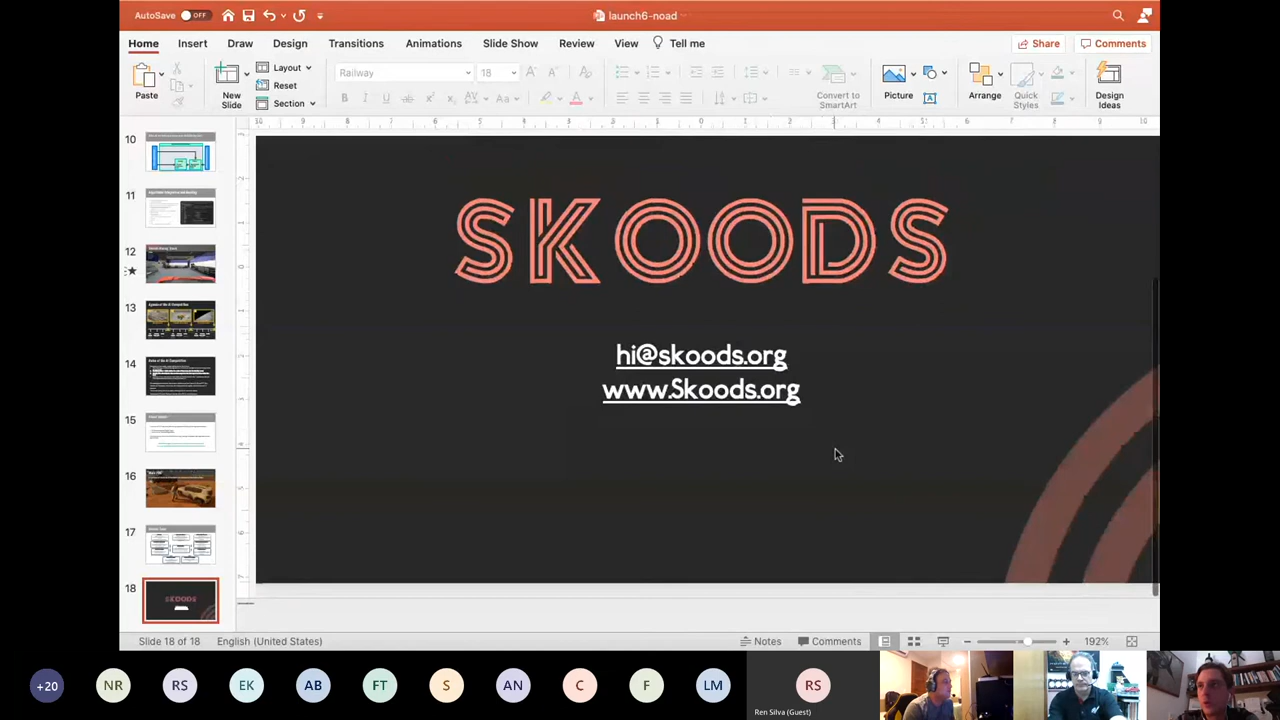 AutoSave OFF
launch6-noad
Home Insert Draw Design Transitions Animations Slide Show Review View Tell me Share Comments
Paste
New Slide
Layout
Reset
Section
Railway 18
Convert to SmartArt
Picture
Arrange
Quick Styles
Design Ideas
10
11
12
13
14
15
16
17
18
SKOODS
hi@skoods.org
www.Skoods.org
SKOODS
Slide 18 of 18 English (United States) Notes Comments 192%
+20 NR RS EK AB FT S AN C F LM RS
Ren Silva (Guest)